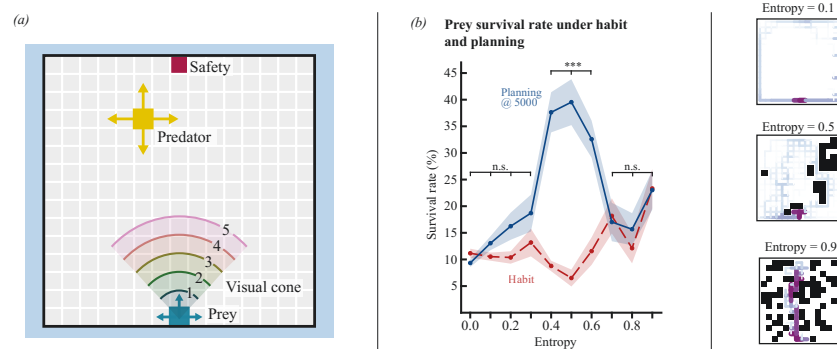 (a)
Safety
Predator
5
4
3
2
1
Visual cone
Prey
(b) Prey survival rate under habit
and planning
Survival rate (%)
45
40
35
30
25
20
15
10
5
Planning
@ 5000
***
n.s.
n.s.
Habit
0.0 0.2 0.4 0.6 0.8
Entropy
Entropy = 0.1
Entropy = 0.5
Entropy = 0.9